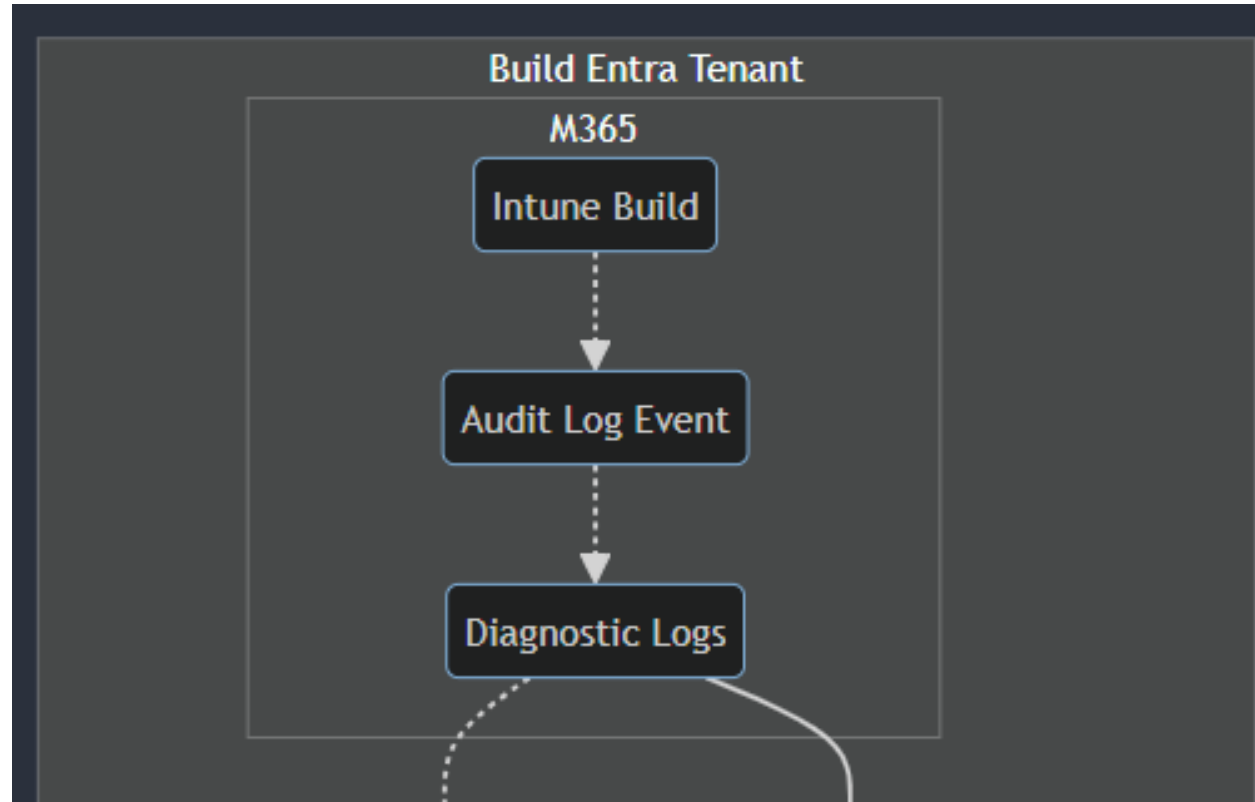 Build Entra Tenant
M365
Intune Build
Audit Log Event
Diagnostic Logs